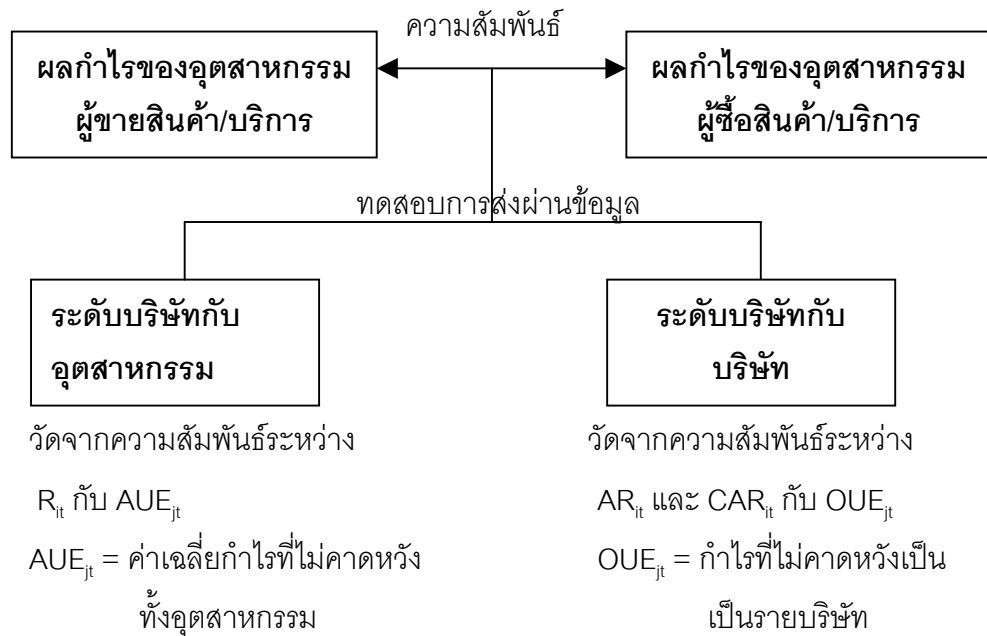 ความสัมพันธ์
ผลกำไรของอุตสาหกรรม
ผู้ขายสินค้า/บริการ
ผลกำไรของอุตสาหกรรม
ผู้ซื้อสินค้า/บริการ
ทดสอบการส่งผ่านข้อมูล
ระดับบริษัทกับ
อุตสาหกรรม
ระดับบริษัทกับ
บริษัท
วัดจากความสัมพันธ์ระหว่าง
R_it กับ AUE_jt
AUE_jt = ค่าเฉลี่ยกำไรที่ไม่คาดหวัง
ทั้งอุตสาหกรรม
วัดจากความสัมพันธ์ระหว่าง
AR_it และ CAR_it กับ OUE_jt
OUE_jt = กำไรที่ไม่คาดหวังเป็น
เป็นรายบริษัท